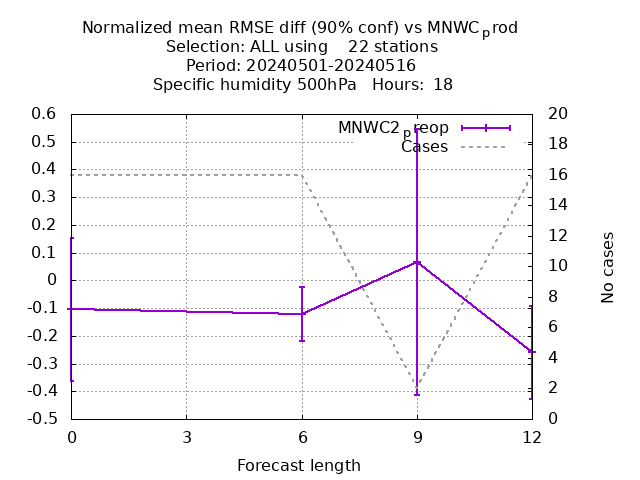 Normalized mean RMSE diff (90% conf) vs MNWCprod
Selection: ALL using 22 stations
Period: 20240501-20240516
Specific humidity 500hPa Hours: 18
MNWC2preop
Cases
0.6
0.5
0.4
0.3
0.2
0.1
0
-0.1
-0.2
-0.3
-0.4
-0.5
20
18
16
14
12
10
8
6
4
2
0
No cases
0 3 6 9 12
Forecast length